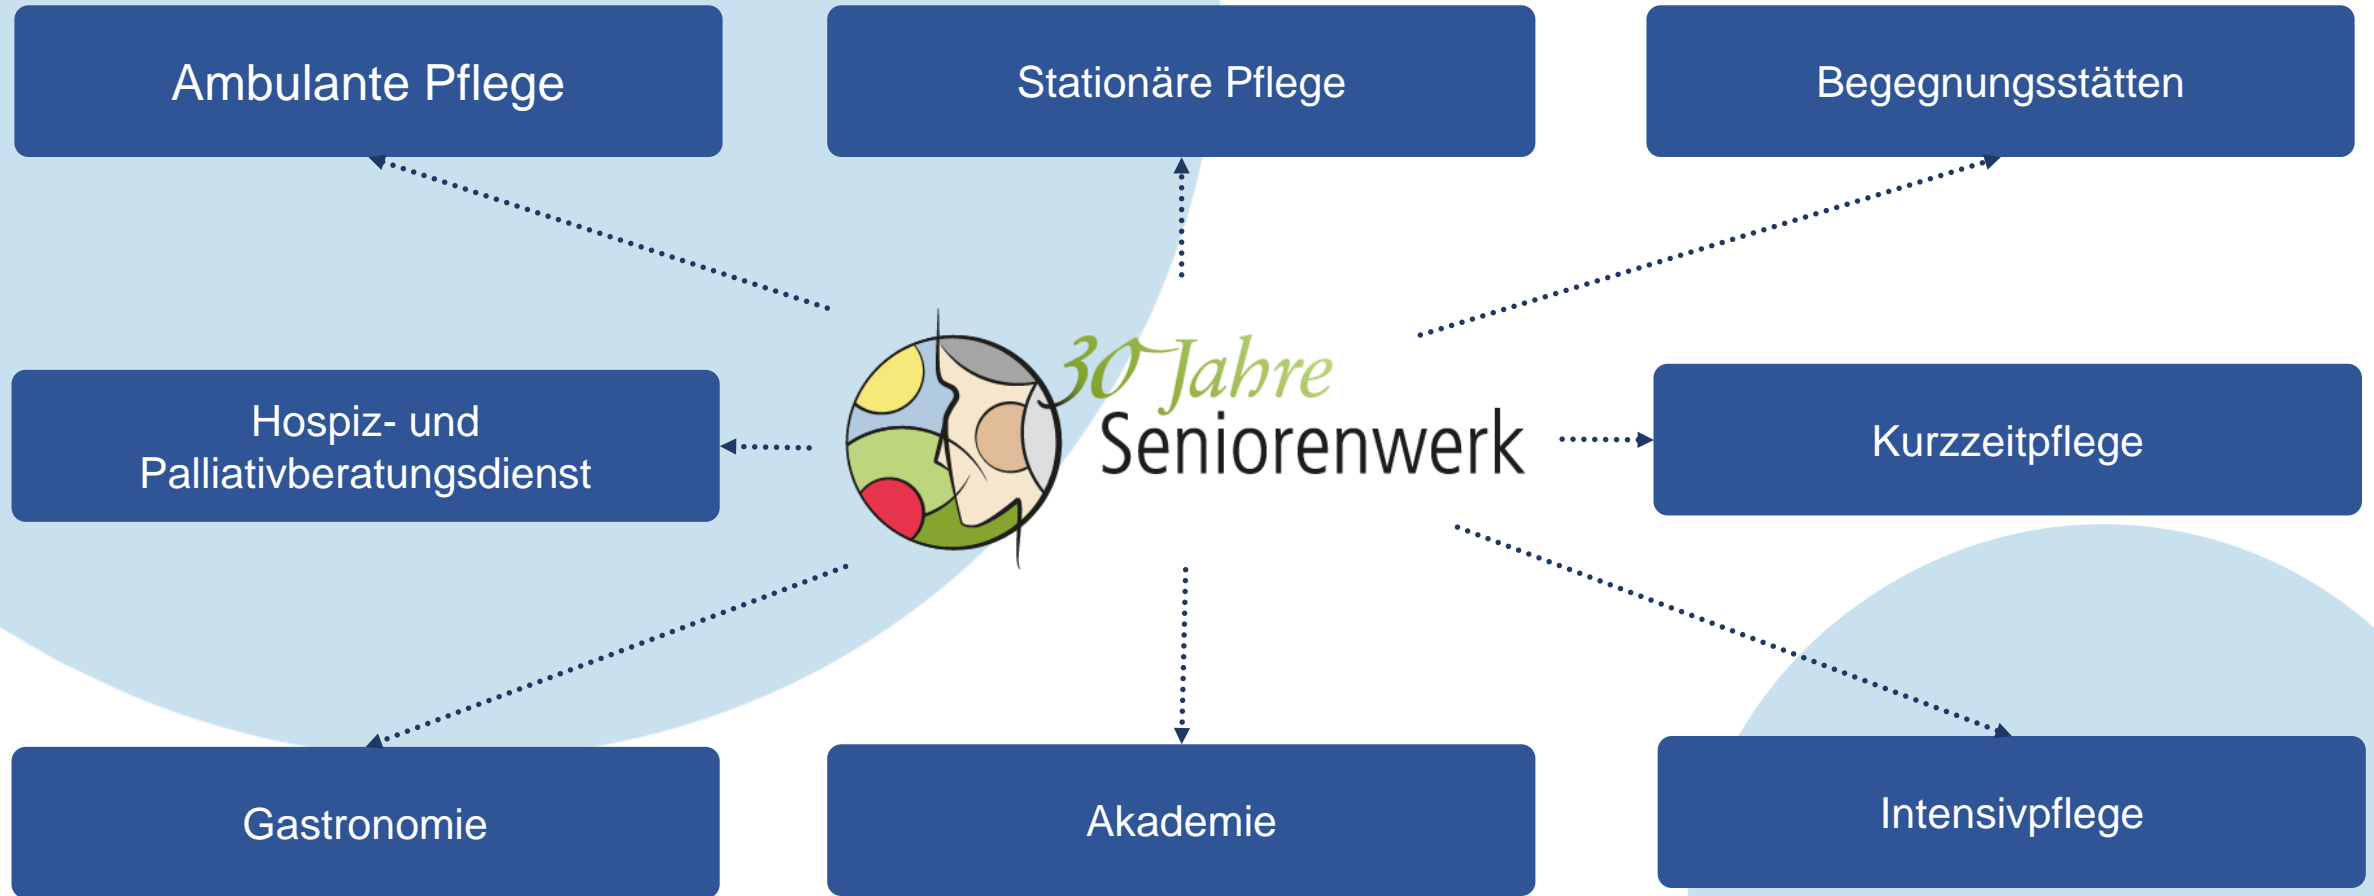 Ambulante Pflege
Stationäre Pflege
Begegnungsstätten
30 Jahre
Seniorenwerk
Hospiz- und
Palliativberatungsdienst
Kurzzeitpflege
Gastronomie
Akademie
Intensivpflege